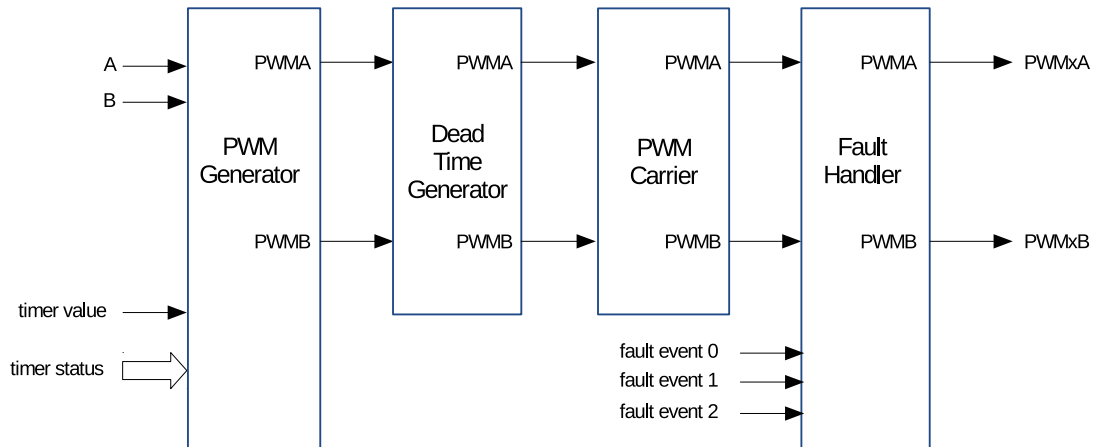 A
B
timer value
timer status
PWMA
PWM
Generator
PWMB
PWMA
Dead
Time
Generator
PWMB
PWMA
PWM
Carrier
PWMB
fault event 0
fault event 1
fault event 2
PWMA
Fault
Handler
PWMB
PWMxA
PWMxB